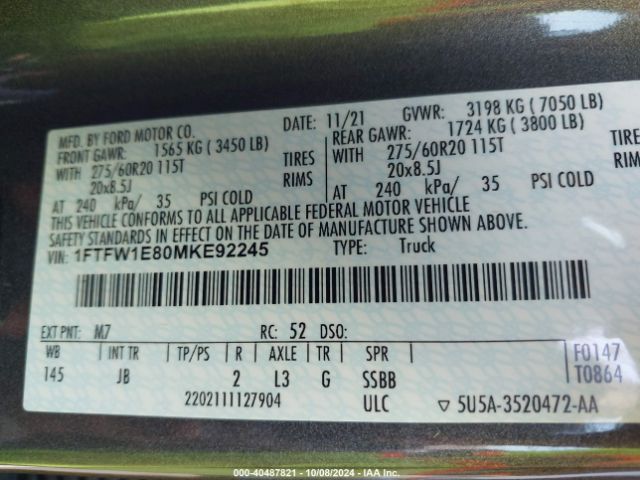 MFD. BY FORD MOTOR CO. DATE: 11/21 GVWR: 3198 KG ( 7050 LB)
FRONT GAWR: 1565 KG ( 3450 LB) REAR GAWR: 1724 KG ( 3800 LB)
WITH 275/60R20 115T TIRES WITH 275/60R20 115T TIRES
20x8.5J RIMS 20x8.5J RIMS
AT 240 kPa/ 35 PSI COLD AT 240 kPa/ 35 PSI COLD
THIS VEHICLE CONFORMS TO ALL APPLICABLE FEDERAL MOTOR VEHICLE
SAFETY STANDARDS IN EFFECT ON THE DATE OF MANUFACTURE SHOWN ABOVE.
VIN: 1FTFW1E80MKE92245 TYPE: Truck
EXT PNT: M7 RC: 52 DSO:
WB INT TR TP/PS R AXLE TR SPR F0147
145 JB 2 L3 G SSBB T0864
2202111127904 ULC ▽ 5U5A-3520472-AA
000-40487821 - 10/08/2024 - IAA Inc.